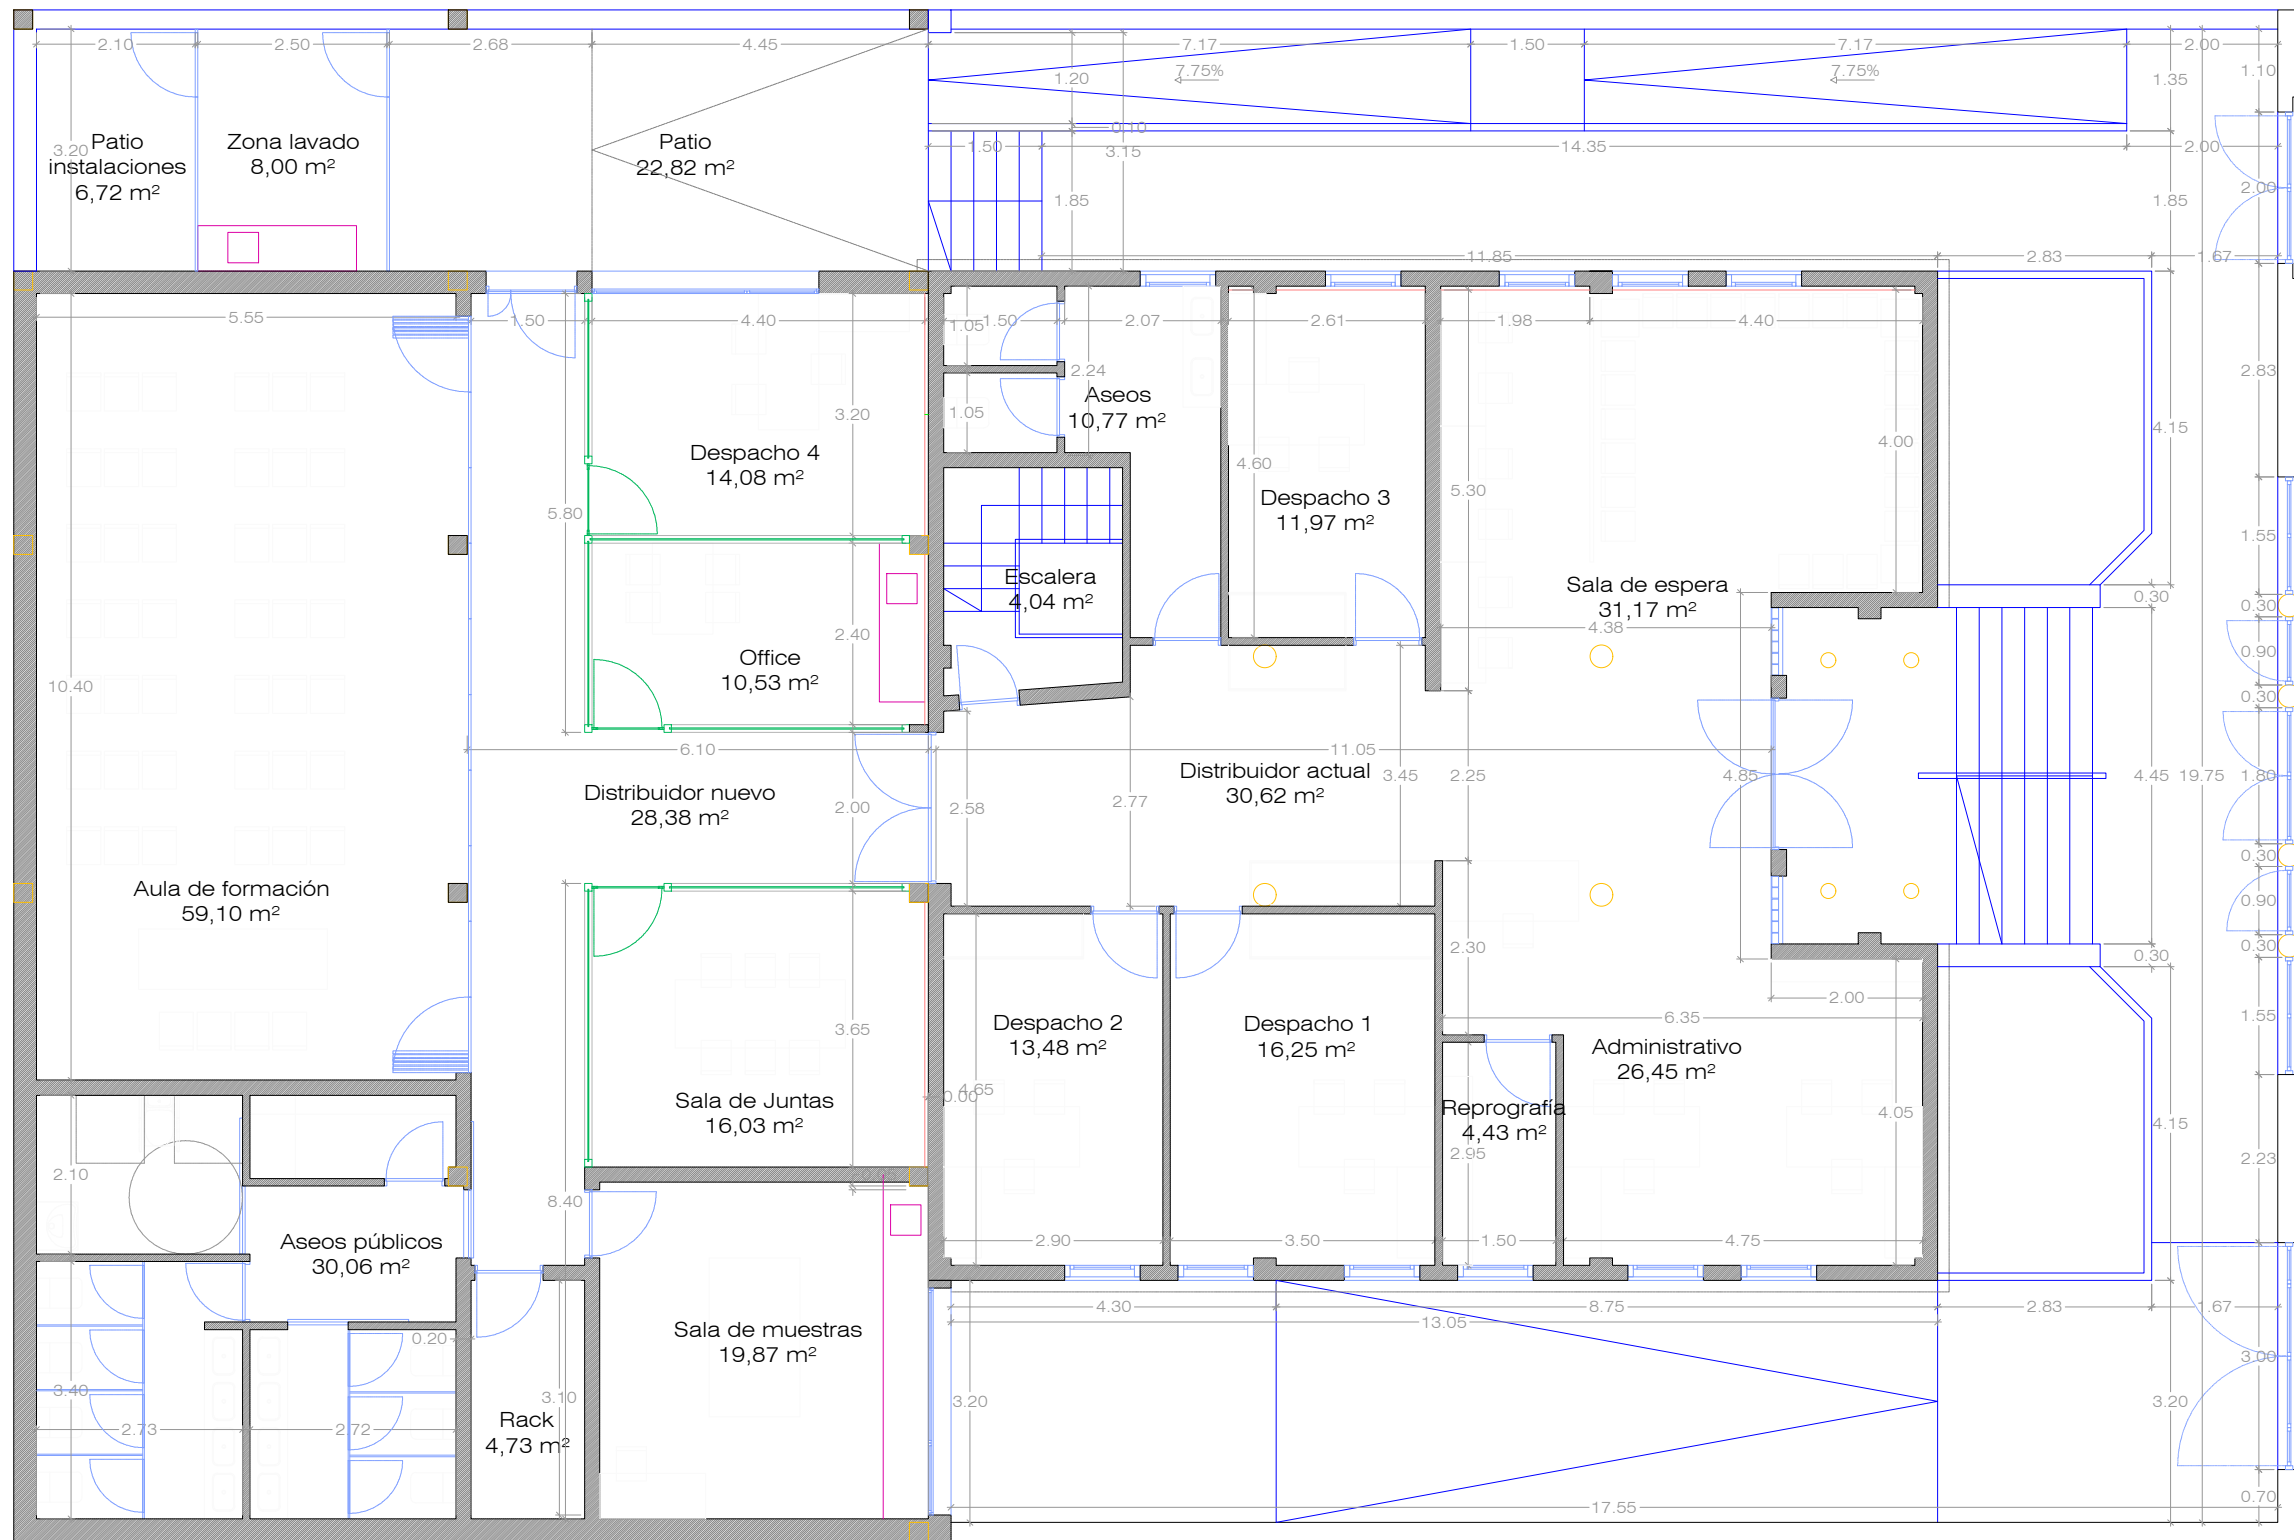 2.10
2.50
2.68
4.45
7.17
1.50
7.17
2.00
1.20
7.75%
7.75%
1.35
1.10
0.10
3.20
Patio
instalaciones
6,72 m²
Zona lavado
8,00 m²
Patio
22,82 m²
1.50
3.15
14.35
2.00
1.85
1.85
2.00
11.85
2.83
1.67
5.55
1.50
4.40
1.05
1.50
2.07
2.61
1.98
4.40
2.24
2.83
3.20
1.05
Aseos
10,77 m²
4.00
4.15
Despacho 4
14,08 m²
4.60
5.30
5.80
Despacho 3
11,97 m²
1.55
Escalera
4,04 m²
Sala de espera
31,17 m²
4.38
0.30
0.30
2.40
0.90
Office
10,53 m²
10.40
0.30
6.10
11.05
Distribuidor actual
30,62 m²
3.45
2.25
4.85
4.45
19.75
1.80
Distribuidor nuevo
28,38 m²
2.00
2.58
2.77
0.30
Aula de formación
59,10 m²
0.90
2.30
0.30
0.30
2.00
3.65
6.35
1.55
Despacho 2
13,48 m²
Despacho 1
16,25 m²
Administrativo
26,45 m²
4.65
0.00
Sala de Juntas
16,03 m²
Reprografía
4,43 m²
4.05
4.15
2.95
2.10
2.23
0.05
8.40
Aseos públicos
30,06 m²
2.90
3.50
1.50
4.75
4.30
8.75
2.83
1.67
13.05
0.20
Sala de muestras
19,87 m²
3.00
3.40
3.10
3.20
3.20
2.73
2.72
Rack
4,73 m²
17.55
0.70